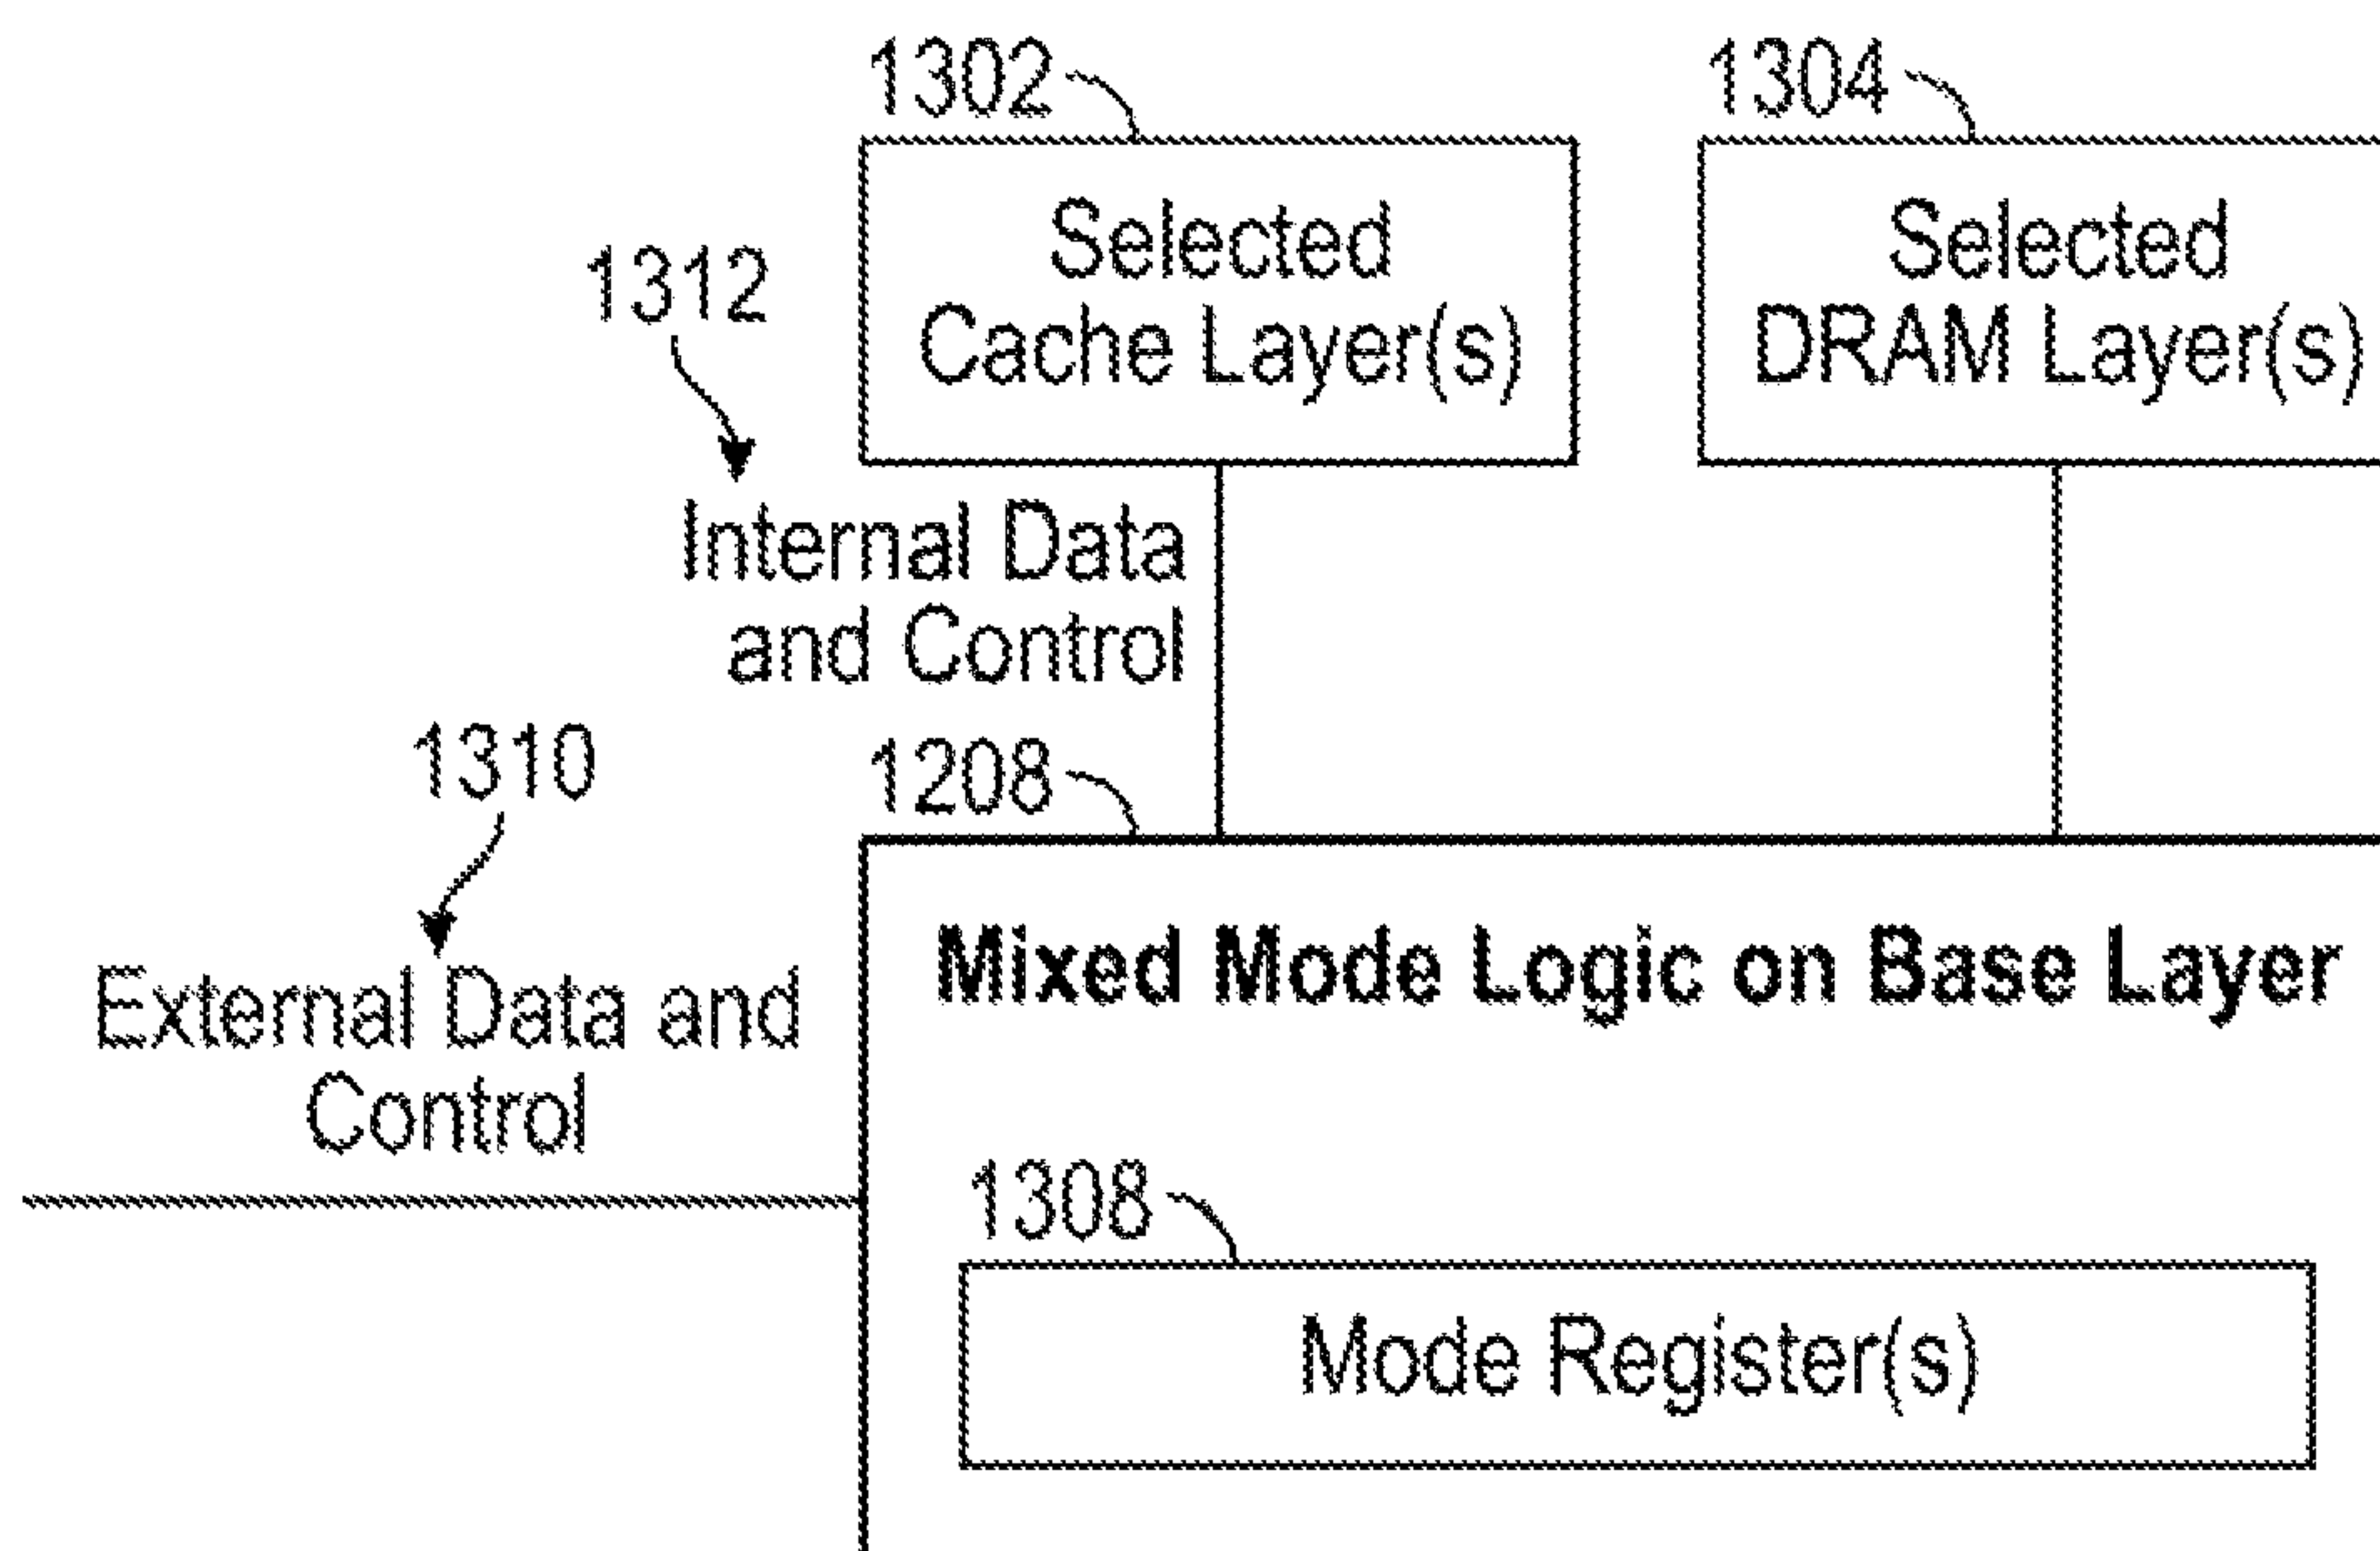 1302
1304
Selected
Cache Layer(s)
Selected
DRAM Layer(s)
1312
Internal Data
and Control
1310
1208
External Data and
Control
Mixed Mode Logic on Base Layer
1308
Mode Register(s)